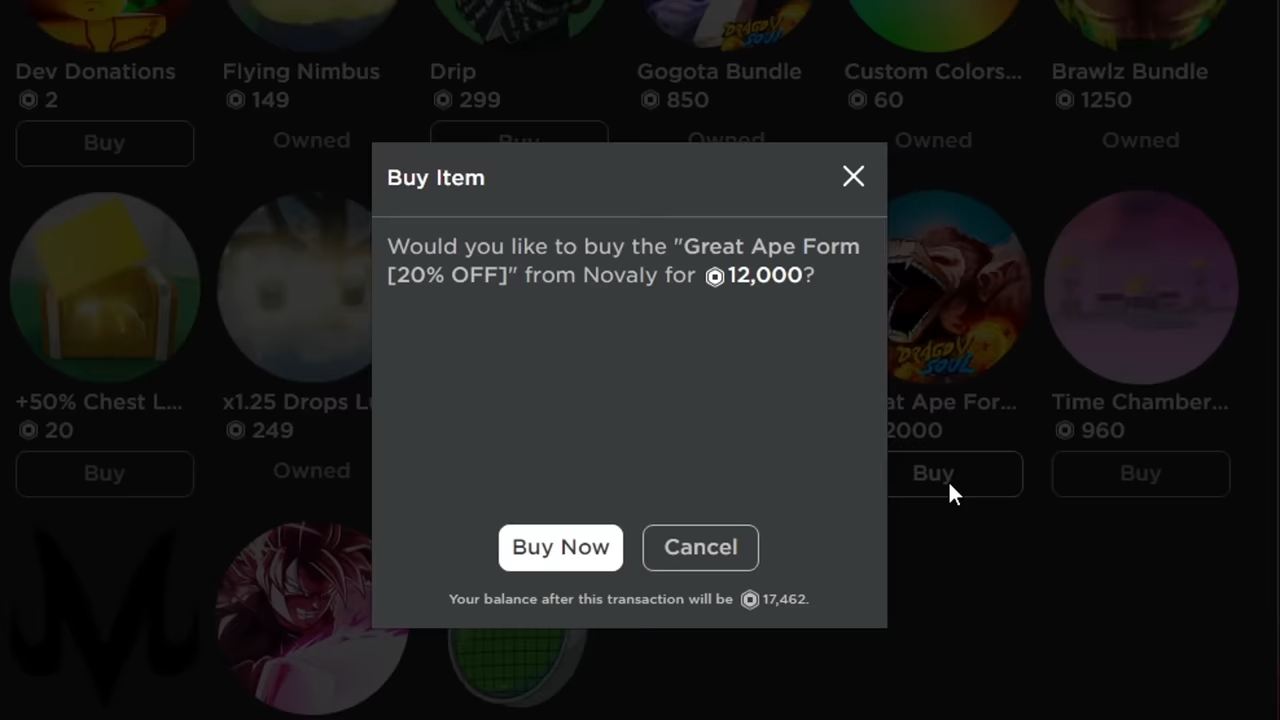 Dev Donations
Flying Nimbus
Drip
Gogota Bundle
Custom Colors...
Brawlz Bundle
2
149
299
850
60
1250
Buy
Owned
Buy
Owned
Owned
Owned
Buy Item
Would you like to buy the "Great Ape Form
[20% OFF]" from Novaly for 12,000?
DRAGON SOUL
+50% Chest L...
x1.25 Drops L
at Ape For...
Time Chamber...
20
249
2000
960
Buy
Owned
Buy
Buy
Buy Now
Cancel
Your balance after this transaction will be 17,462.